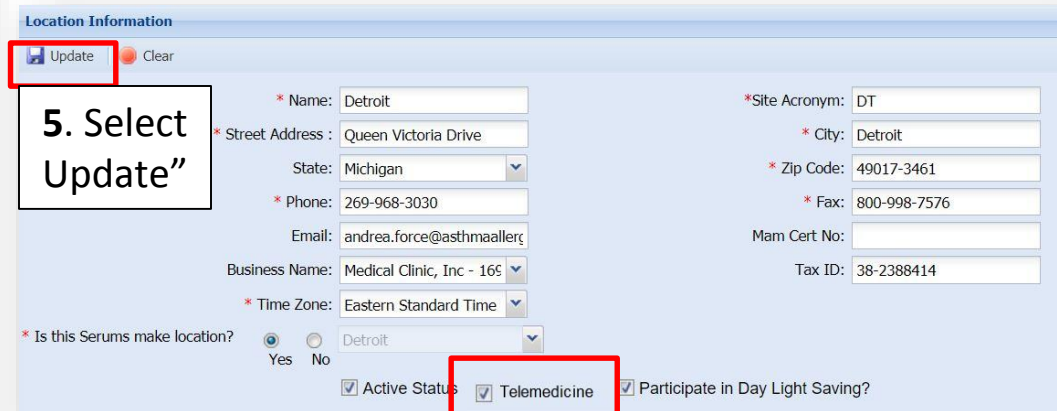 Location Information
Update Clear
5. Select
Update”
* Name: Detroit *Site Acronym: DT
* Street Address : Queen Victoria Drive * City: Detroit
State: Michigan * Zip Code: 49017-3461
* Phone: 269-968-3030 * Fax: 800-998-7576
Email: andrea.force@asthmaallerg Mam Cert No:
Business Name: Medical Clinic, Inc - 169 Tax ID: 38-2388414
* Time Zone: Eastern Standard Time
* Is this Serums make location? Detroit
Yes No
Active Status Telemedicine Participate in Day Light Saving?